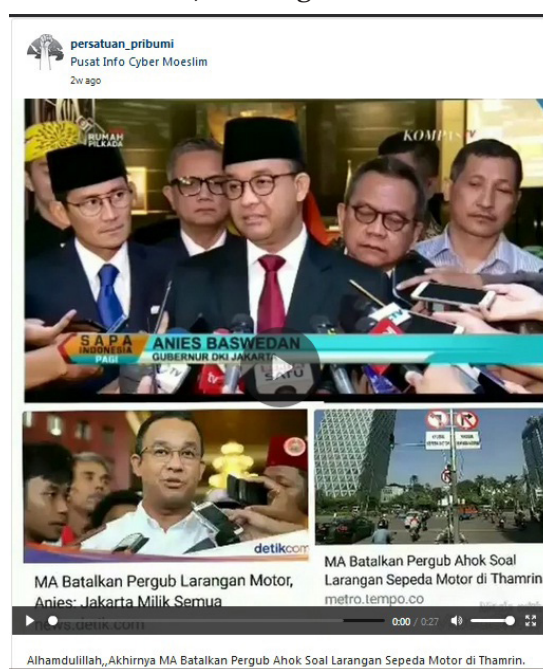 persatuan_pribumi
Pusat Info Cyber Moeslim
2w ago
RUMAH
PILKADA
KOMPAS TV
SAPA
INDONESIA
PAGI
ANIES BASWEDAN
GUBERNUR DKI JAKARTA
SATU
detikcom
MA Batalkan Pergub Larangan Motor,
Anies: Jakarta Milik Semua
news.detik.com
MA Batalkan Pergub Ahok Soal
Larangan Sepeda Motor di Thamrin
metro.tempo.co
0:00 / 0:27
Alhamdulillah,,Akhirnya MA Batalkan Pergub Ahok Soal Larangan Sepeda Motor di Thamrin.